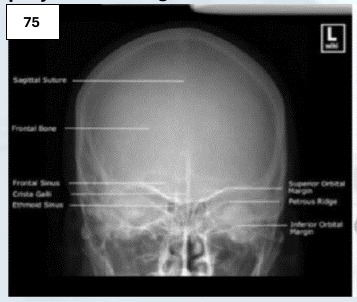 75
L
wiki
Sagittal Suture
Frontal Bone
Frontal Sinus
Crista Galli
Ethmoid Sinus
Superior Orbital
Margin
Petrous Ridge
Inferior Orbital
Margin